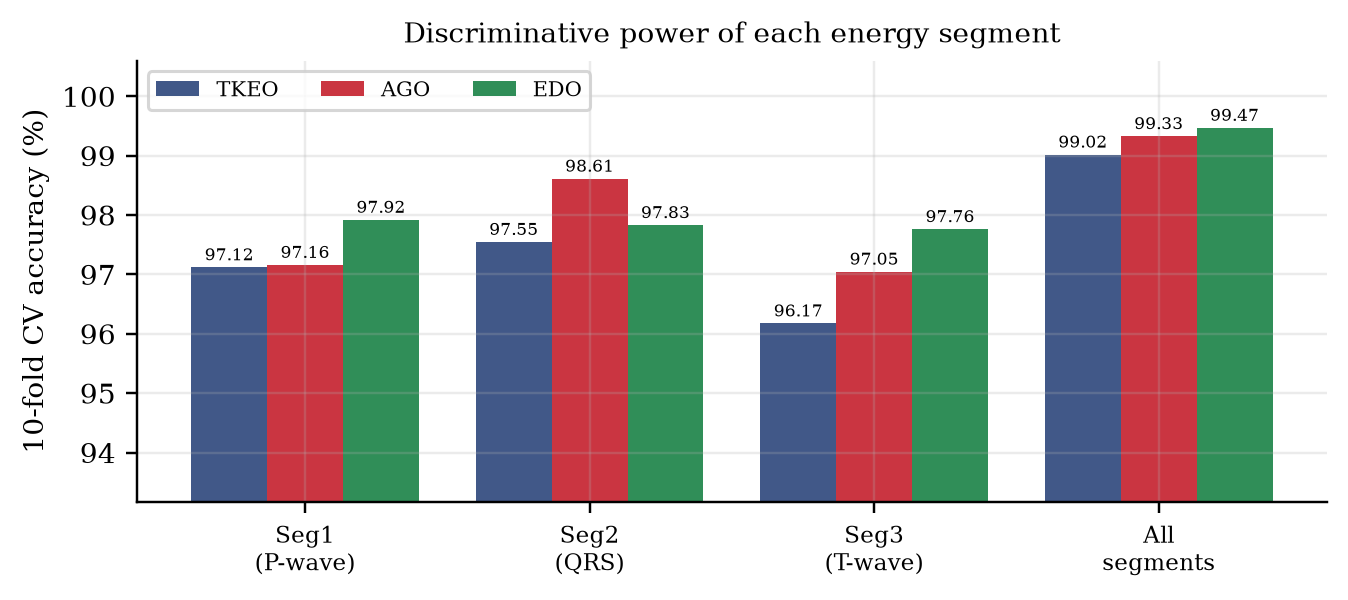 Discriminative power of each energy segment
TKEO AGO EDO
10-fold CV accuracy (%)
100
99
98
97
96
95
94
97.12 97.16 97.92
97.55 98.61 97.83
96.17 97.05 97.76
99.02 99.33 99.47
Seg1
(P-wave)
Seg2
(QRS)
Seg3
(T-wave)
All
segments